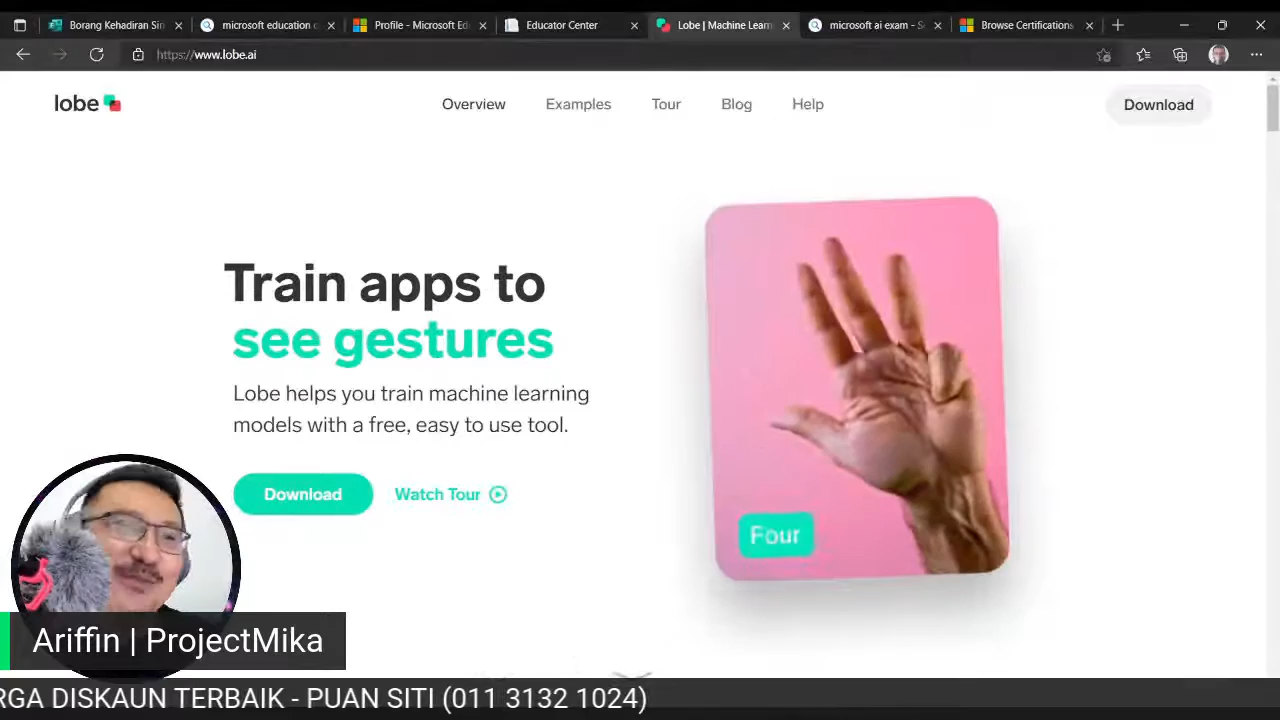 Borang Kehadiran Sin
microsoft education c
Profile - Microsoft Edu
Educator Center
Lobe | Machine Learn
microsoft ai exam - Se
Browse Certifications
https://www.lobe.ai
lobe
Overview
Examples
Tour
Blog
Help
Download
Train apps to
see gestures
Lobe helps you train machine learning
models with a free, easy to use tool.
Download
Watch Tour
Four
Ariffin | ProjectMika
RGA DISKAUN TERBAIK - PUAN SITI (011 3132 1024)